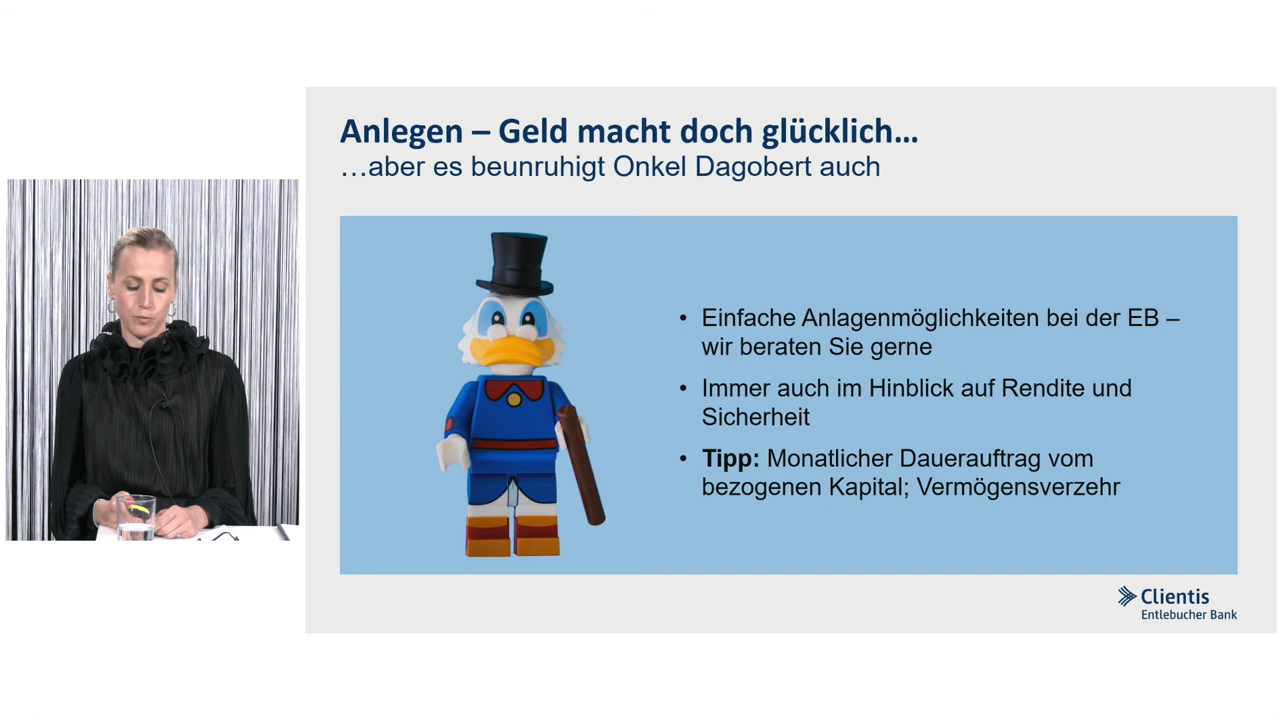 Anlegen – Geld macht doch glücklich…
…aber es beunruhigt Onkel Dagobert auch
• Einfache Anlagenmöglichkeiten bei der EB –
wir beraten Sie gerne
• Immer auch im Hinblick auf Rendite und
Sicherheit
• Tipp: Monatlicher Dauerauftrag vom
bezogenen Kapital; Vermögensverzehr
Clientis
Entlebucher Bank